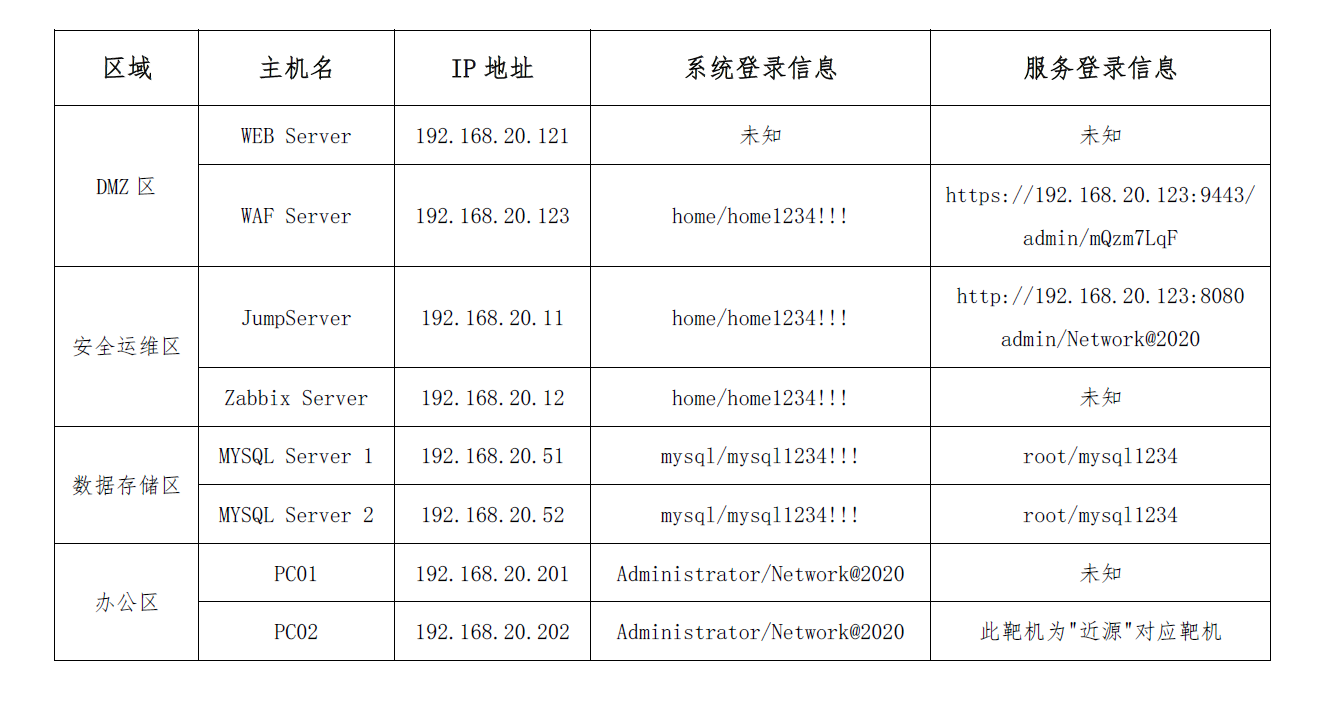 区域 主机名 IP 地址 系统登录信息 服务登录信息
DMZ 区
WEB Server 192.168.20.121 未知 未知
WAF Server 192.168.20.123 home/home1234!!! https://192.168.20.123:9443/
admin/mQzm7LqF
安全运维区
JumpServer 192.168.20.11 home/home1234!!! http://192.168.20.123:8080
admin/Network@2020
Zabbix Server 192.168.20.12 home/home1234!!! 未知
数据存储区
MYSQL Server 1 192.168.20.51 mysql/mysql1234!!! root/mysql1234
MYSQL Server 2 192.168.20.52 mysql/mysql1234!!! root/mysql1234
办公区
PC01 192.168.20.201 Administrator/Network@2020 未知
PC02 192.168.20.202 Administrator/Network@2020 此靶机为"近源"对应靶机